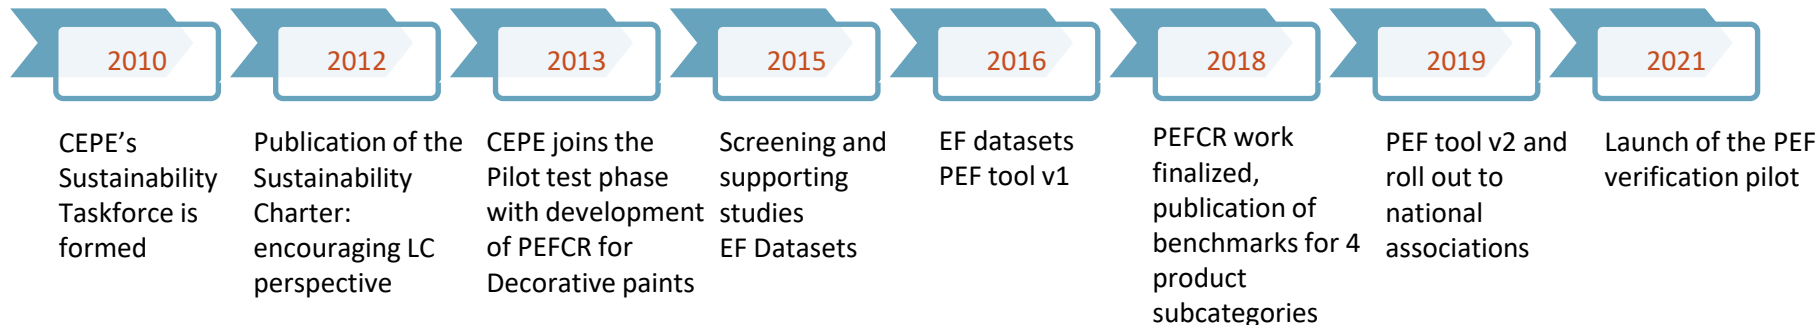 2010
2012
2013
2015
2016
2018
2019
2021
CEPE’s
Sustainability
Taskforce is
formed
Publication of the
Sustainability
Charter:
encouraging LC
perspective
CEPE joins the
Pilot test phase
with development
of PEFCR for
Decorative paints
Screening and
supporting
studies
EF Datasets
EF datasets
PEF tool v1
PEFCR work
finalized,
publication of
benchmarks for 4
product
subcategories
PEF tool v2 and
roll out to
national
associations
Launch of the PEF
verification pilot